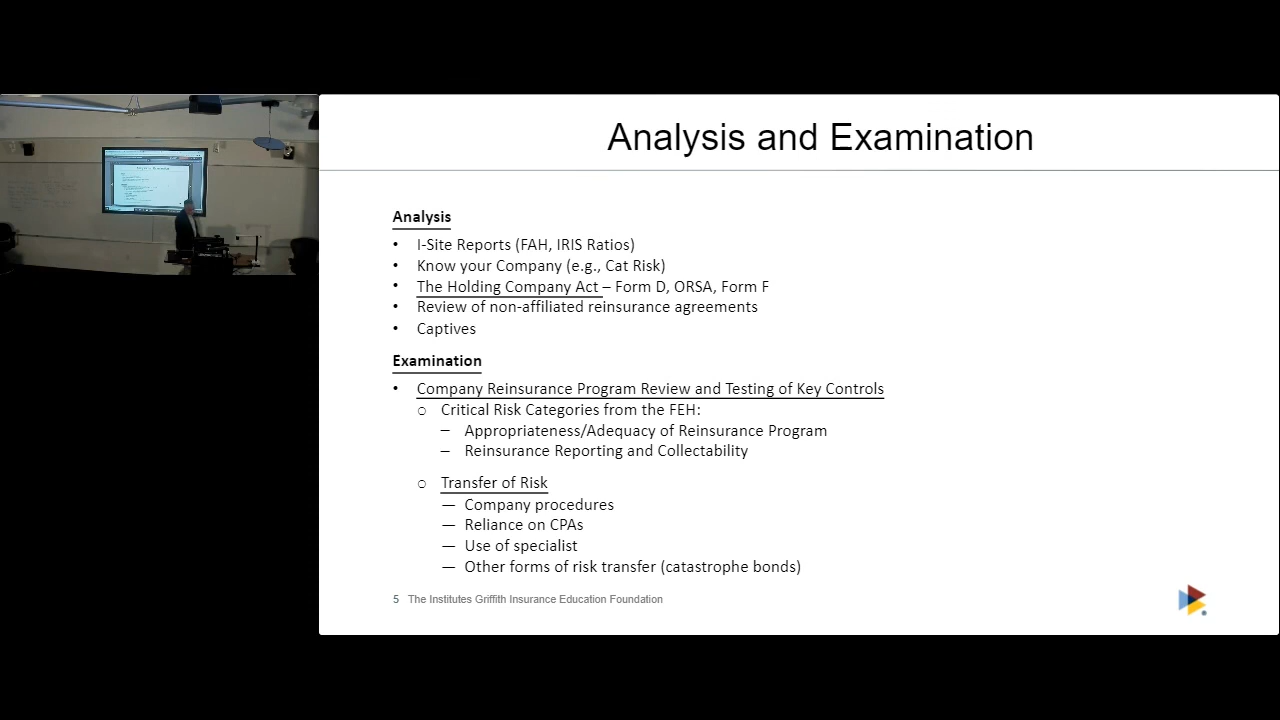 Analysis and Examination
Analysis
• I-Site Reports (FAH, IRIS Ratios)
• Know your Company (e.g., Cat Risk)
• The Holding Company Act – Form D, ORSA, Form F
• Review of non-affiliated reinsurance agreements
• Captives
Examination
• Company Reinsurance Program Review and Testing of Key Controls
o Critical Risk Categories from the FEH:
– Appropriateness/Adequacy of Reinsurance Program
– Reinsurance Reporting and Collectability
o Transfer of Risk
— Company procedures
— Reliance on CPAs
— Use of specialist
— Other forms of risk transfer (catastrophe bonds)
5 The Institutes Griffith Insurance Education Foundation